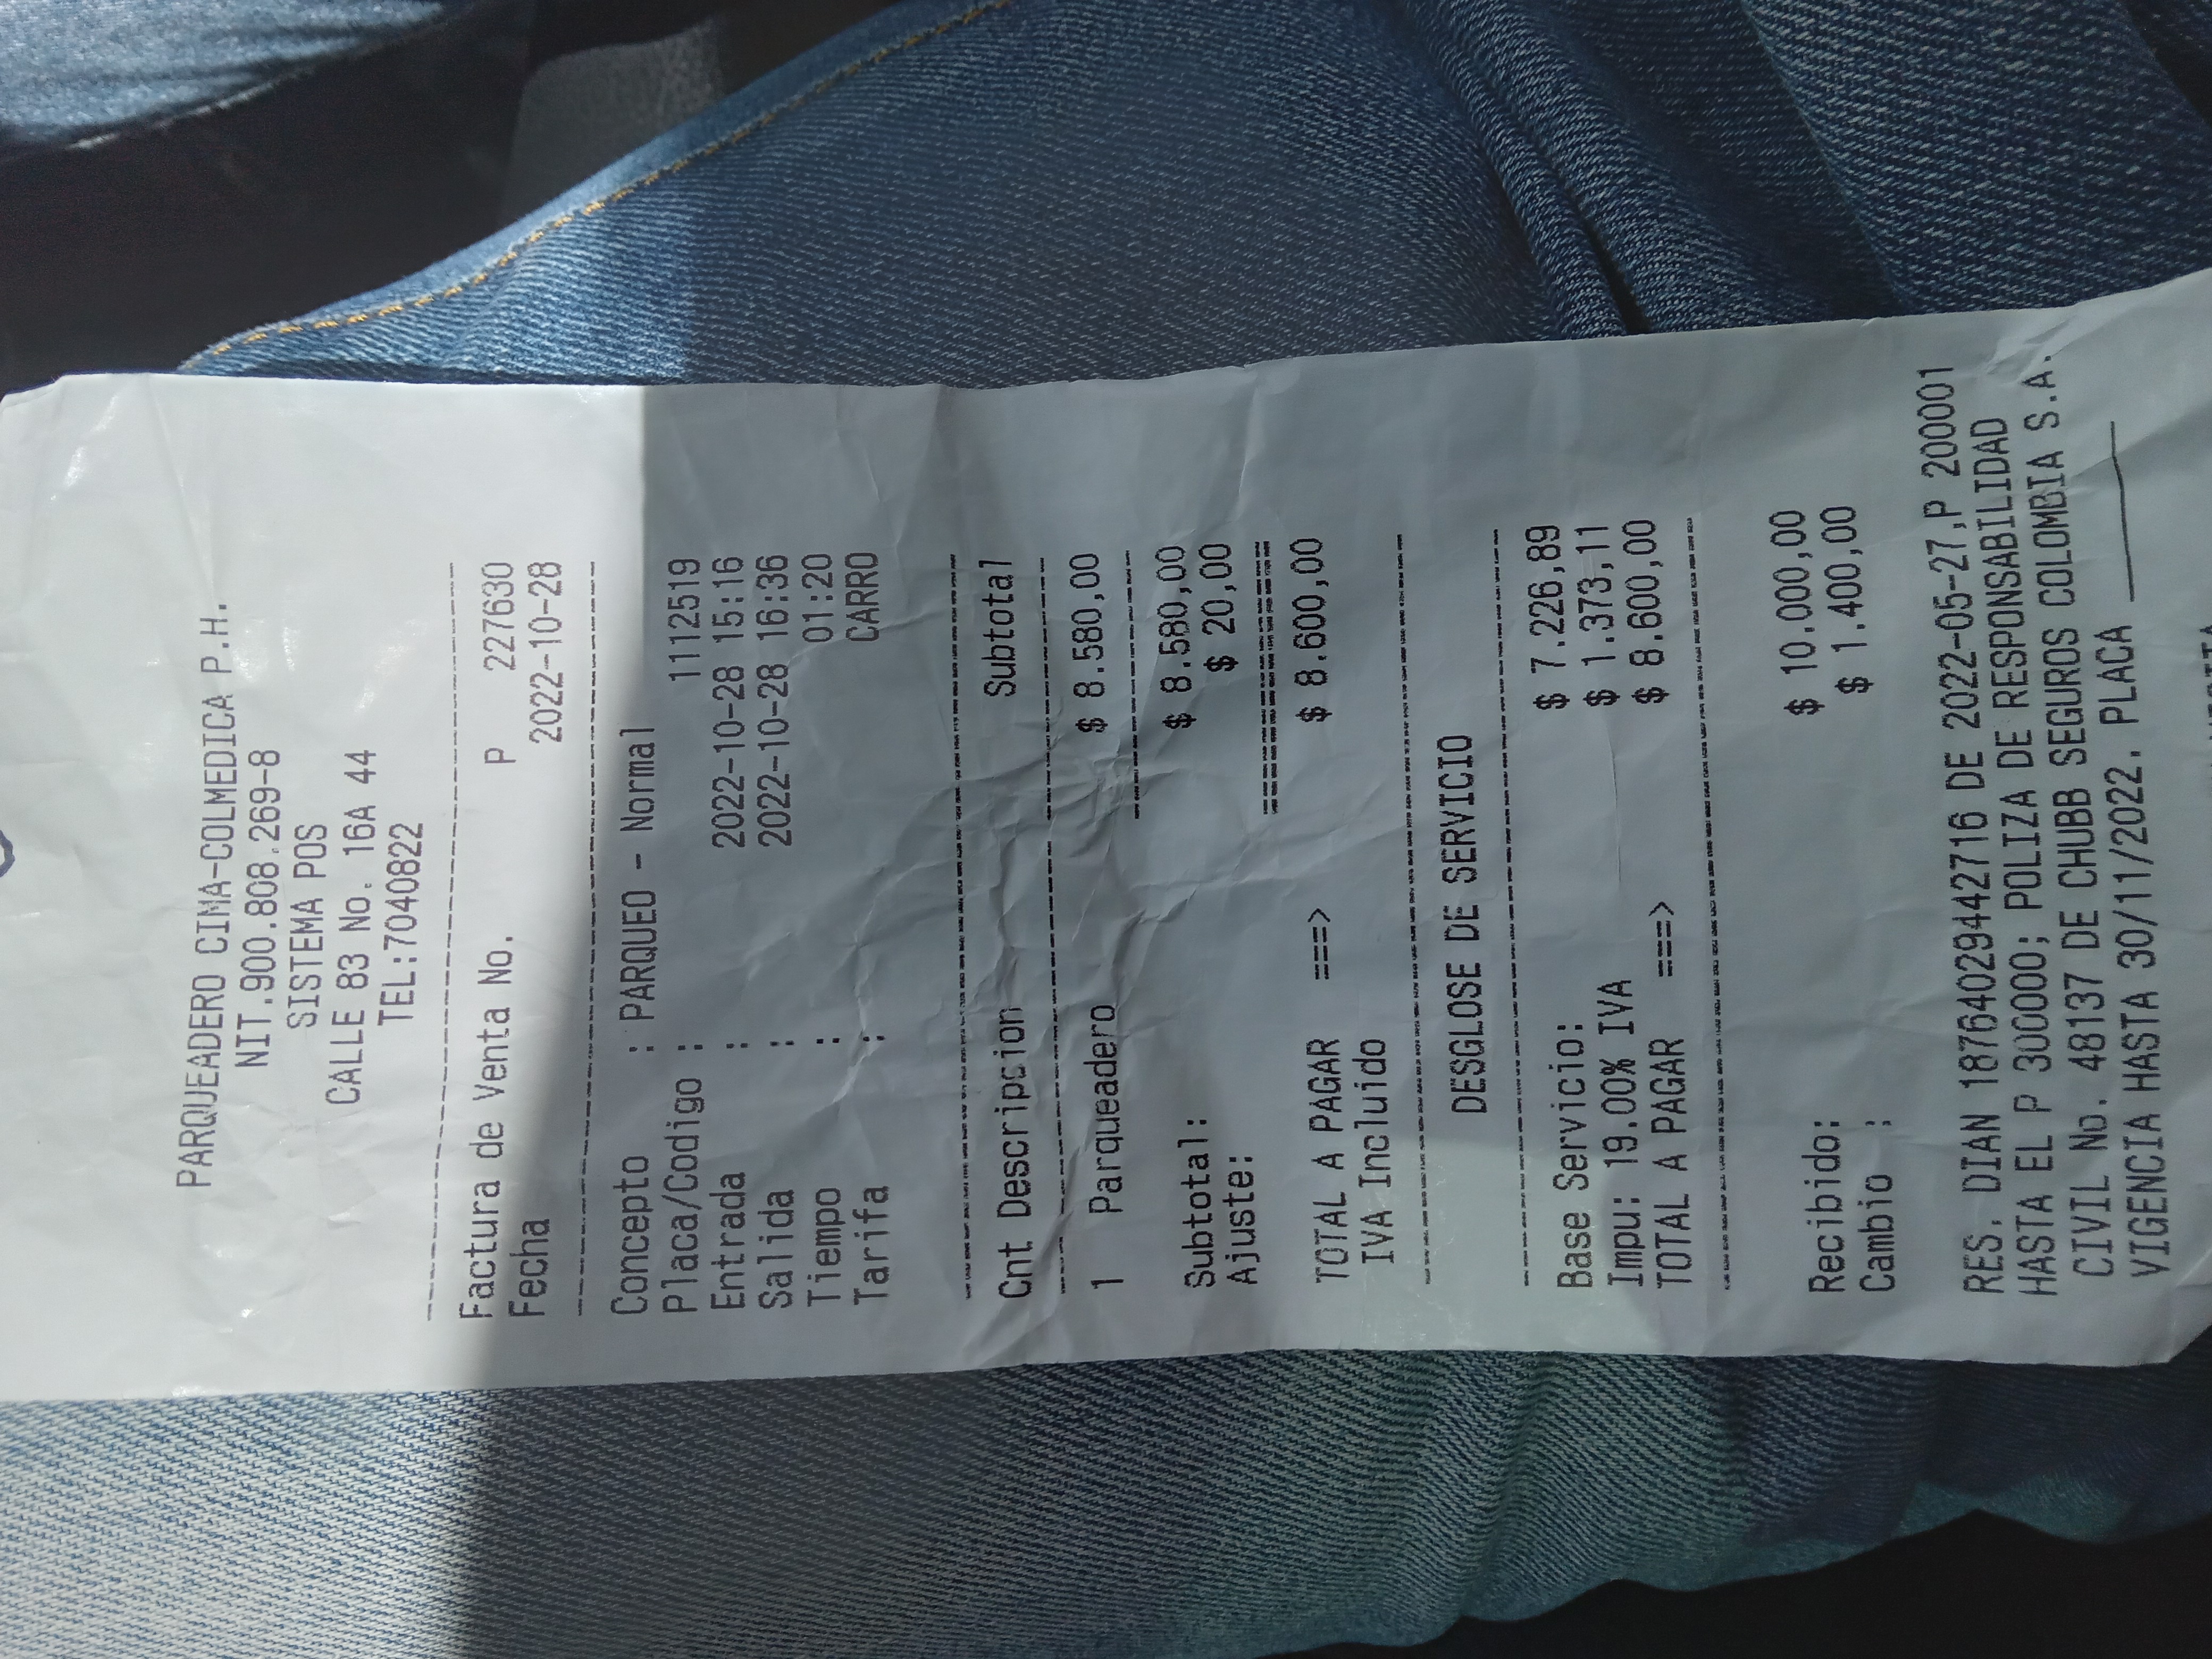 PARQUEADERO CIMA-COLMEDICA P.H.
NIT.900.808.269-8
SISTEMA POS
CALLE 83 No. 16A 44
TEL:7040822
Factura de Venta No. P 227630
Fecha 2022-10-28
Concepto : PARQUEO - Normal
Placa/Codigo : 11112519
Entrada : 2022-10-28 15:16
Salida : 2022-10-28 16:36
Tiempo : 01:20
Tarifa : CARRO
Cnt Descripcion Subtotal
1 Parqueadero $ 8.580,00
Subtotal: $ 8.580,00
Ajuste: $ 20,00
TOTAL A PAGAR ===> $ 8.600,00
IVA Incluido
DESGLOSE DE SERVICIO
Base Servicio: $ 7.226,89
Impu: 19.00% IVA $ 1.373,11
TOTAL A PAGAR ===> $ 8.600,00
Recibido: $ 10.000,00
Cambio : $ 1.400,00
RES. DIAN 18764029442716 DE 2022-05-27,P 200001
HASTA EL P 300000; POLIZA DE RESPONSABILIDAD
CIVIL No. 48137 DE CHUBB SEGUROS COLOMBIA S.A.
VIGENCIA HASTA 30/11/2022. PLACA ______